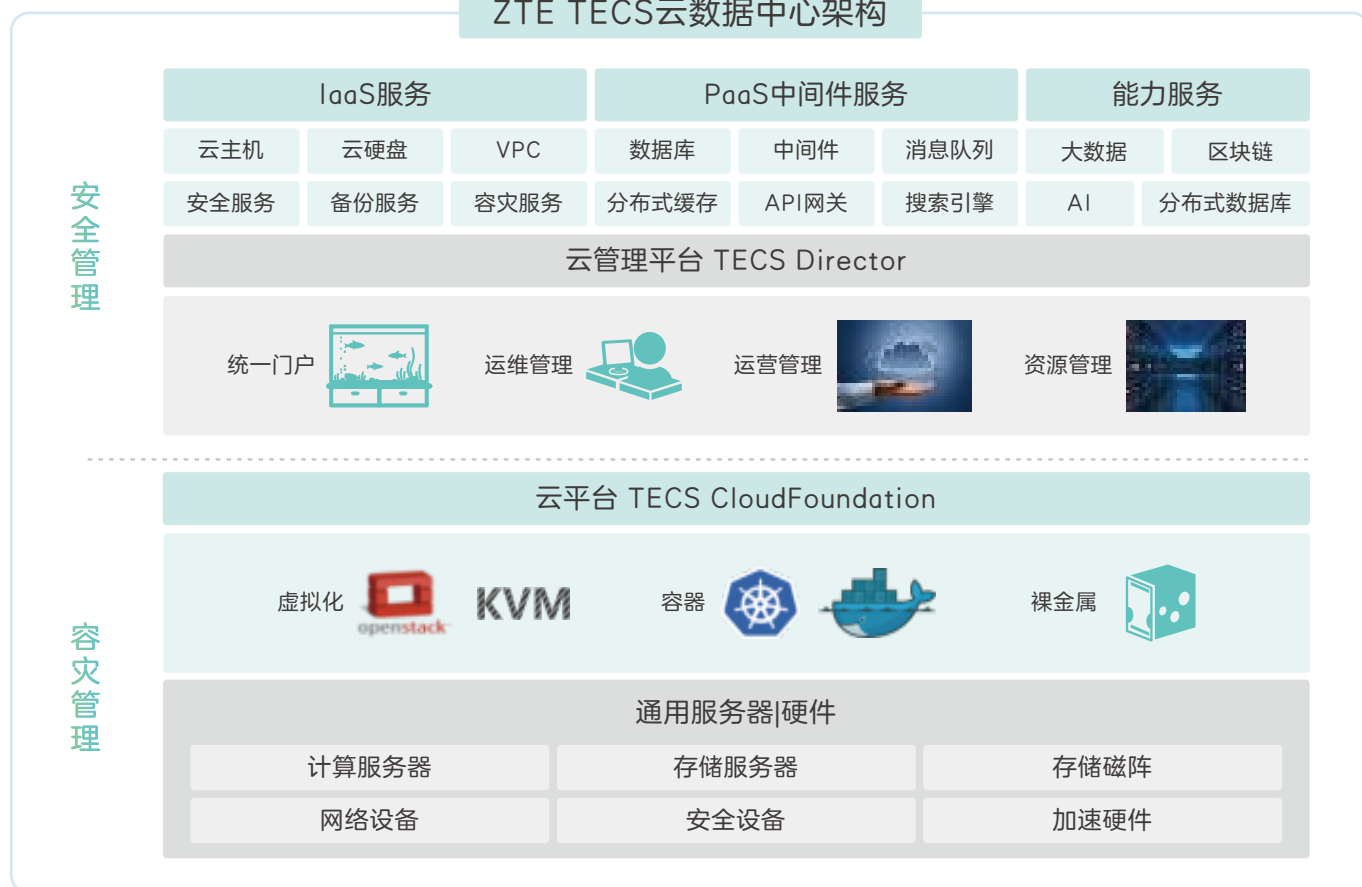 ZTE TECS云数据中心架构
IaaS服务 PaaS中间件服务 能力服务
云主机 云硬盘 VPC 数据库 中间件 消息队列 大数据 区块链
安全服务 备份服务 容灾服务 分布式缓存 API网关 搜索引擎 AI 分布式数据库
云管理平台 TECS Director
统一门户 运维管理 运营管理 资源管理
安全管理
云平台 TECS CloudFoundation
虚拟化 openstack KVM 容器 裸金属
通用服务器|硬件
计算服务器 存储服务器 存储磁阵
网络设备 安全设备 加速硬件
容灾管理